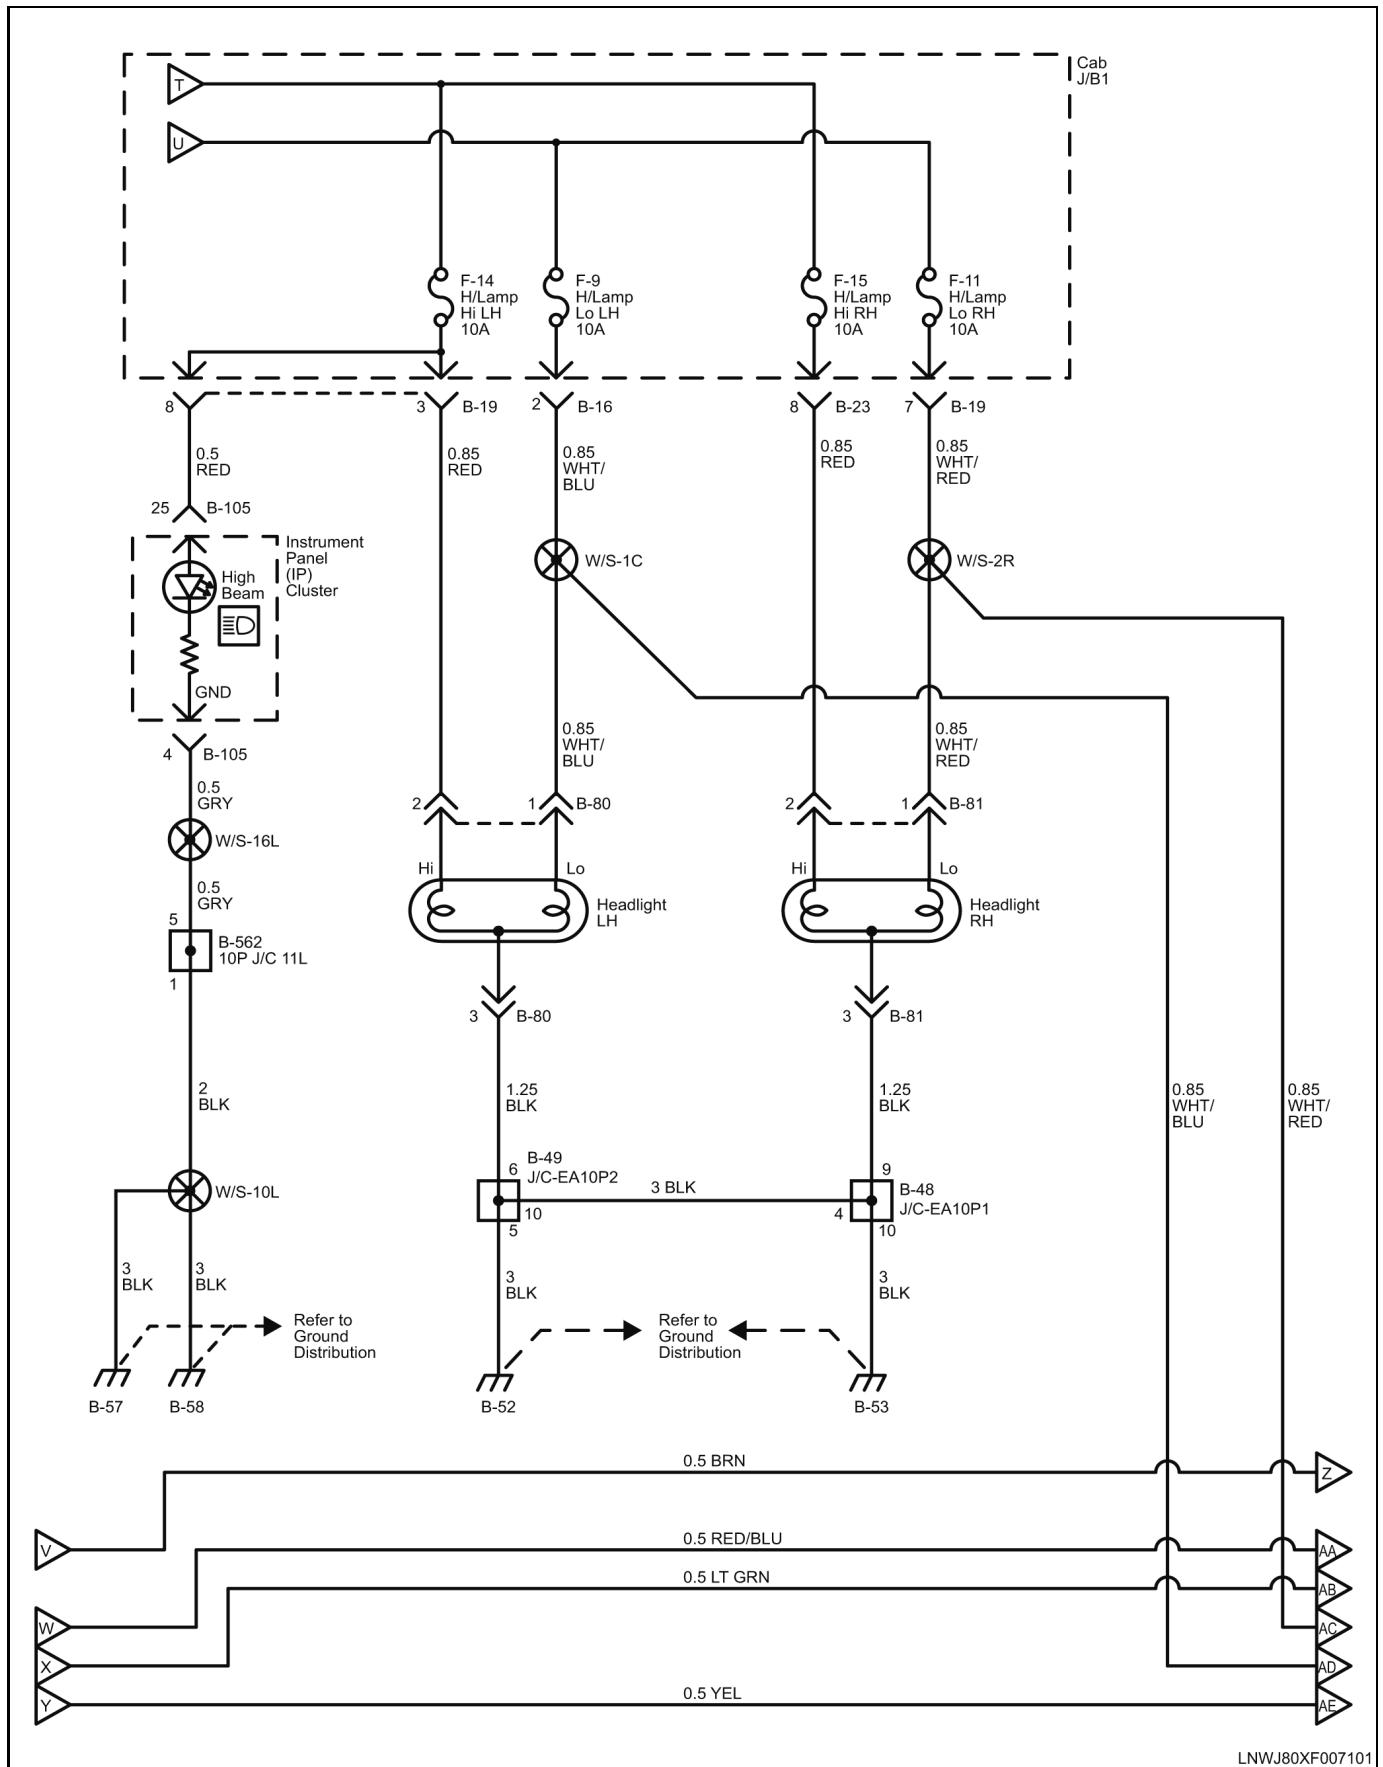 Cab
J/B1
T
U
F-14
H/Lamp
Hi LH
10A
F-9
H/Lamp
Lo LH
10A
F-15
H/Lamp
Hi RH
10A
F-11
H/Lamp
Lo RH
10A
8
3
B-19
2
B-16
8
B-23
7
B-19
0.5
RED
0.85
RED
0.85
WHT/
BLU
0.85
RED
0.85
WHT/
RED
25
B-105
Instrument
Panel
(IP)
Cluster
High
Beam
GND
W/S-1C
W/S-2R
4
B-105
0.5
GRY
0.85
WHT/
BLU
0.85
WHT/
RED
2
1
B-80
2
1
B-81
W/S-16L
0.5
GRY
Hi
Lo
Headlight
LH
Hi
Lo
Headlight
RH
5
B-562
10P J/C 11L
1
3
B-80
3
B-81
2
BLK
1.25
BLK
1.25
BLK
0.85
WHT/
BLU
0.85
WHT/
RED
W/S-10L
6
B-49
J/C-EA10P2
10
5
3 BLK
9
B-48
J/C-EA10P1
4
10
3
BLK
3
BLK
3
BLK
3
BLK
Refer to
Ground
Distribution
Refer to
Ground
Distribution
B-57
B-58
B-52
B-53
0.5 BRN
Z
V
0.5 RED/BLU
AA
0.5 LT GRN
AB
W
AC
X
AD
Y
0.5 YEL
AE
LNWJ80XF007101